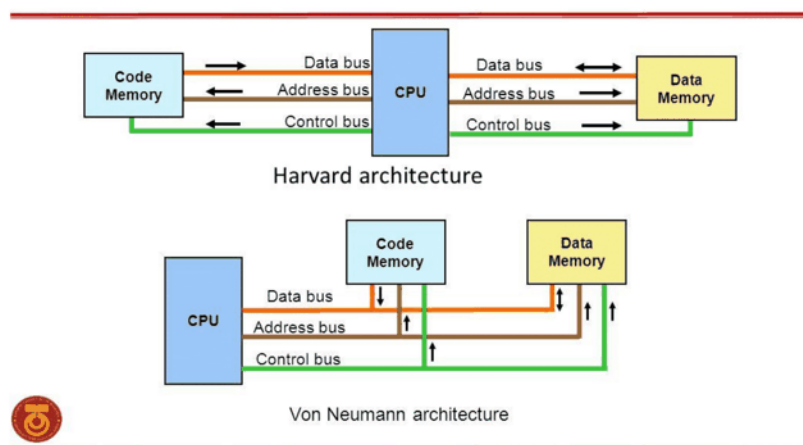 Code
Memory
Data bus
Address bus
Control bus
CPU
Data bus
Address bus
Control bus
Data
Memory
Harvard architecture
Code
Memory
Data
Memory
CPU
Data bus
Address bus
Control bus
Von Neumann architecture